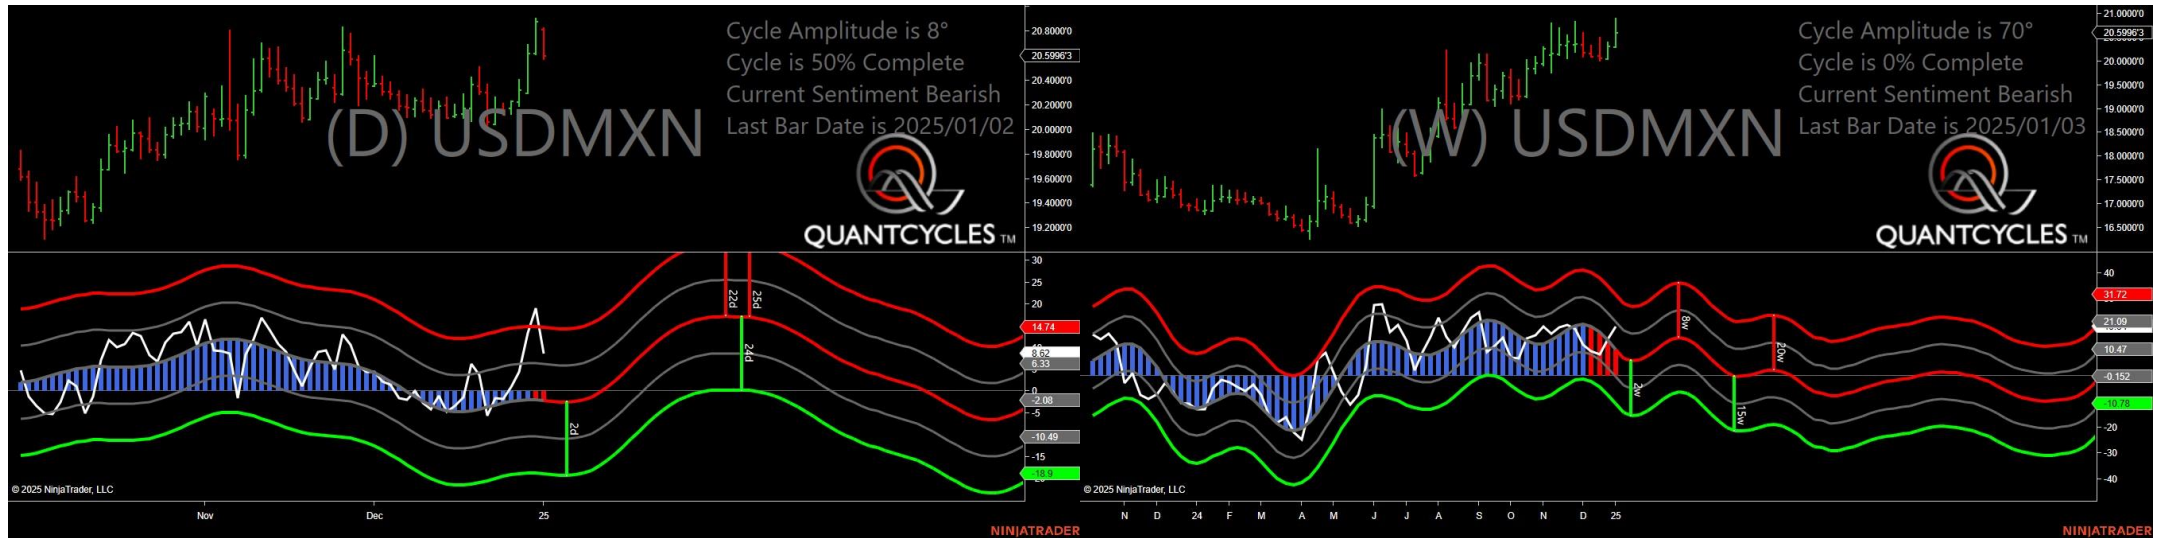 Cycle Amplitude is 8°
Cycle is 50% Complete
Current Sentiment Bearish
Last Bar Date is 2025/01/02
(D) USDMXN
QUANTCYCLES TM
20.8000'0
20.5996'3
20.4000'0
20.2000'0
20.0000'0
19.8000'0
19.6000'0
19.4000'0
19.2000'0
30
25
20
14.74
8.62
6.33
0
-2.08
-5
-10.49
-15
-18.9
22d
25d
24d
2d
© 2025 NinjaTrader, LLC
Nov
Dec
25
NINJATRADER
Cycle Amplitude is 70°
Cycle is 0% Complete
Current Sentiment Bearish
Last Bar Date is 2025/01/03
(W) USDMXN
QUANTCYCLES TM
21.0000'0
20.5996'3
20.0000'0
19.5000'0
19.0000'0
18.5000'0
18.0000'0
17.5000'0
17.0000'0
16.5000'0
40
31.72
21.09
10.47
-0.152
-10.78
-20
-30
-40
8w
20w
2w
15w
© 2025 NinjaTrader, LLC
N
D
24
F
M
A
M
J
J
A
S
O
N
D
25
NINJATRADER